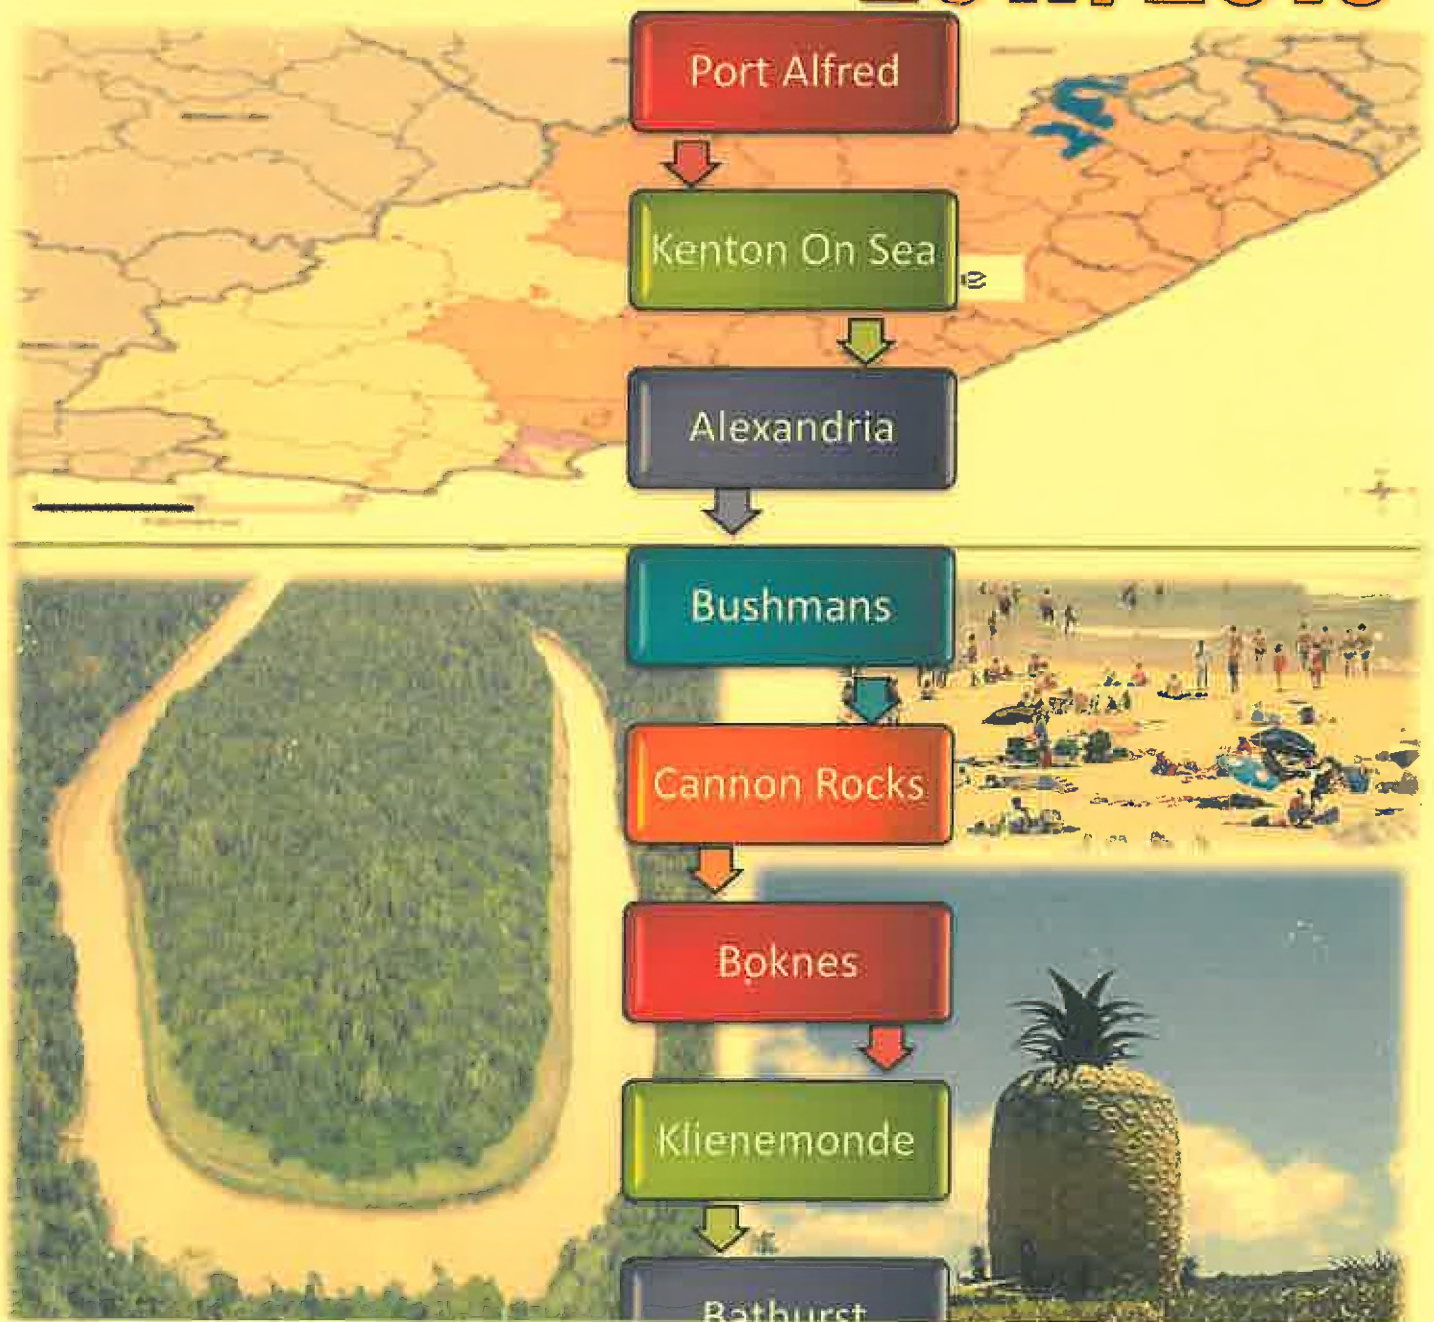 Port Alfred
Kenton On Sea
e
Alexandria
Bushmans
Cannon Rocks
Boknes
Klienemonde
Bathurst